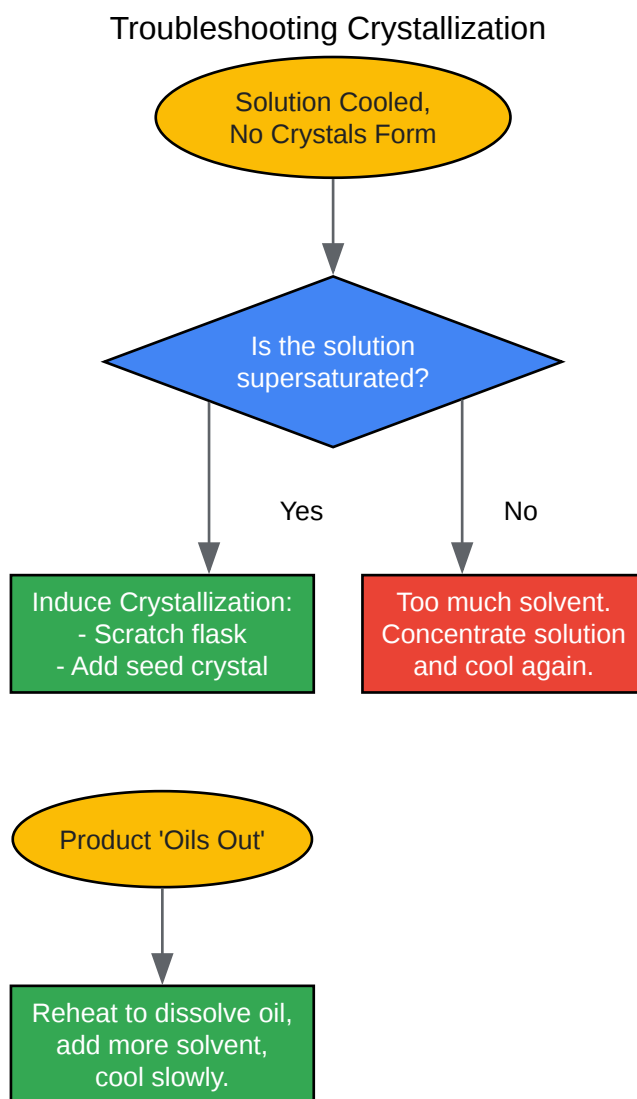 Troubleshooting Crystallization
Solution Cooled,
No Crystals Form
Is the solution
supersaturated?
Yes
No
Induce Crystallization:
- Scratch flask
- Add seed crystal
Too much solvent.
Concentrate solution
and cool again.
Product 'Oils Out'
Reheat to dissolve oil,
add more solvent,
cool slowly.